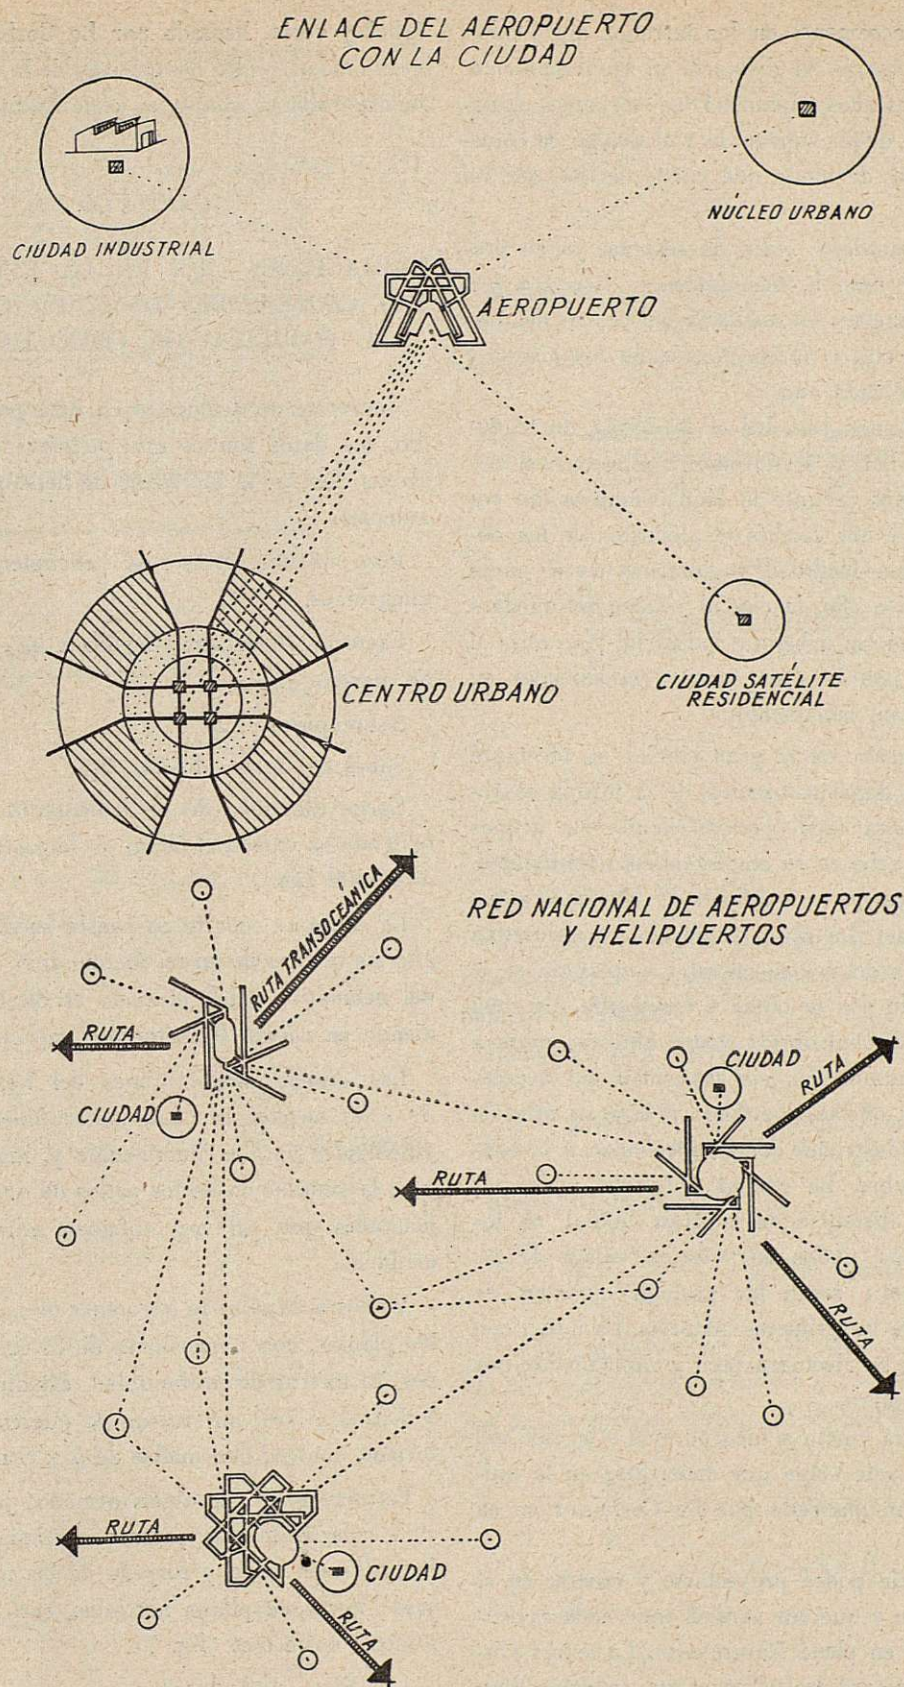 ENLACE DEL AEROPUERTO
CON LA CIUDAD
CIUDAD INDUSTRIAL
NÚCLEO URBANO
AEROPUERTO
CENTRO URBANO
CIUDAD SATÉLITE
RESIDENCIAL
RUTA TRANSOCEÁNICA
RED NACIONAL DE AEROPUERTOS
Y HELIPUERTOS
RUTA
CIUDAD
CIUDAD
RUTA
RUTA
RUTA
RUTA
CIUDAD
RUTA